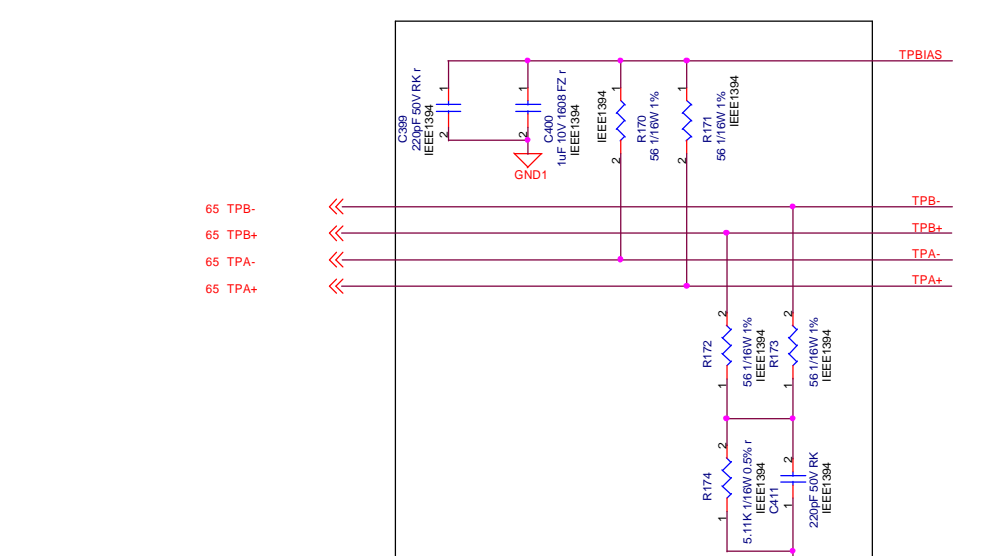 TPBIAS
1
2
C399
220pF 50V RK r
IEEE1394
1
2
C400
1uF 10V 1608 FZ r
IEEE1394
GND1
IEEE1394
1
2
R170
56 1/16W 1%
1
2
R171
56 1/16W 1%
IEEE1394
65 TPB-
TPB-
65 TPB+
TPB+
65 TPA-
TPA-
65 TPA+
TPA+
R172
2
1
56 1/16W 1%
IEEE1394
R173
2
1
56 1/16W 1%
IEEE1394
R174
2
1
5.11K 1/16W 0.5% r
IEEE1394
C411
2
1
220pF 50V RK
IEEE1394